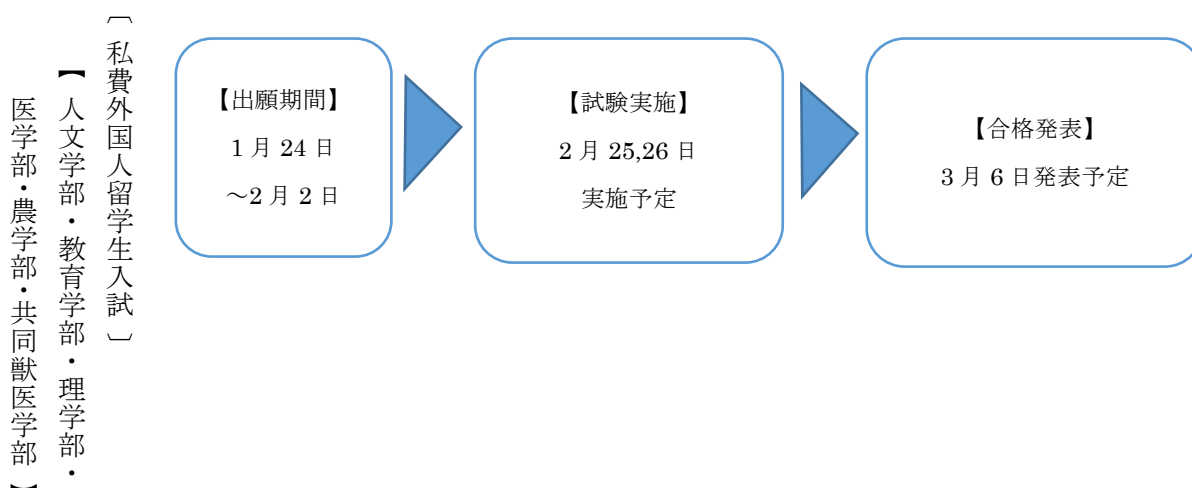 〔私費外国人留学生入試〕
【人文学部・教育学部・理学部・
医学部・農学部・共同獣医学部】
【出願期間】
1月24日
～2月2日
【試験実施】
2月25,26日
実施予定
【合格発表】
3月6日発表予定